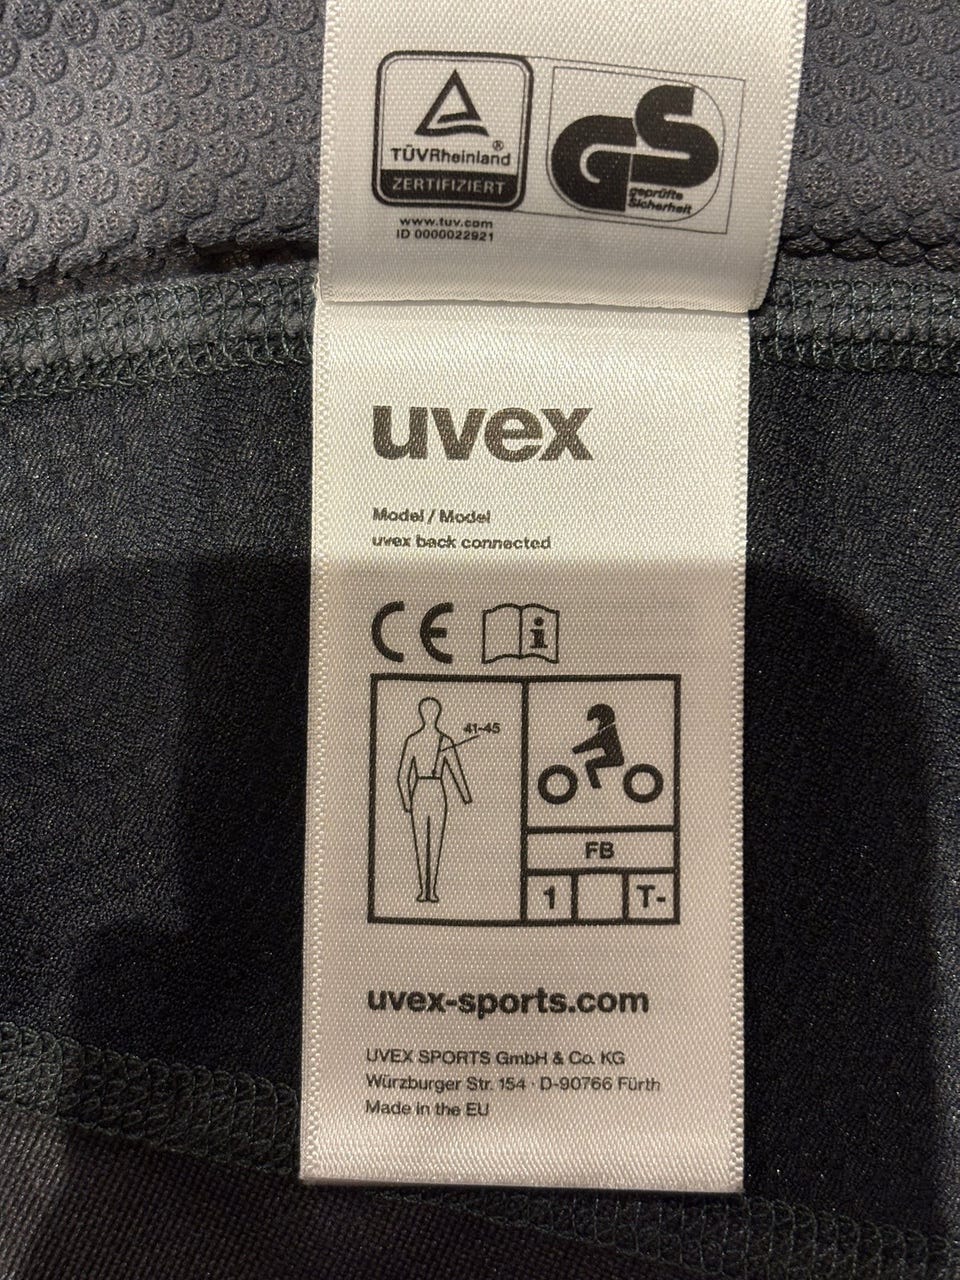 TÜVRheinland®
ZERTIFIZIERT
www.tuv.com
ID 0000022921
GS
geprüfte
Sicherheit
uvex
Model / Model
uvex back connected
CE i
41-45
FB
1 T-
uvex-sports.com
UVEX SPORTS GmbH & Co. KG
Würzburger Str. 154 · D-90766 Fürth
Made in the EU